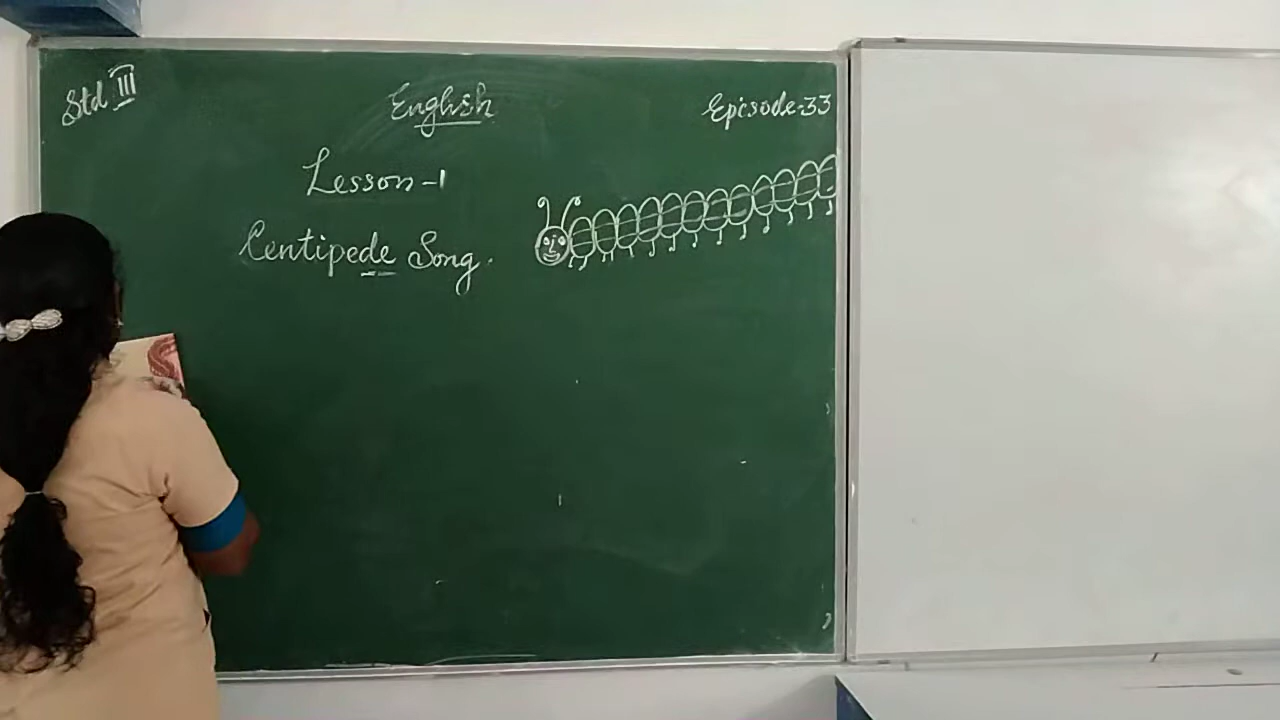 Std III
English
Episode-33
Lesson-1
Centipede Song.